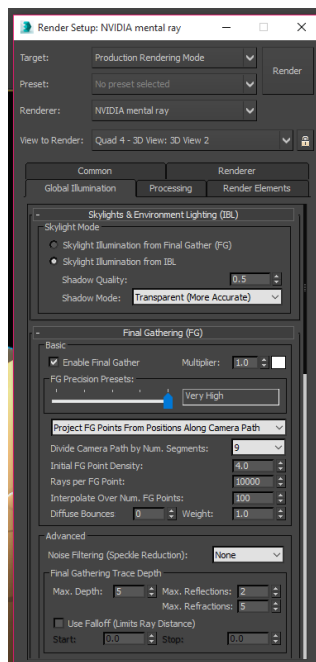 Render Setup: NVIDIA mental ray
Target: Production Rendering Mode
Render
Preset: No preset selected
Renderer: NVIDIA mental ray
View to Render: Quad 4 - 3D View: 3D View 2
Common Renderer
Global Illumination Processing Render Elements
- Skylights & Environment Lighting (IBL)
Skylight Mode
Skylight Illumination from Final Gather (FG)
Skylight Illumination from IBL
Shadow Quality: 0.5
Shadow Mode: Transparent (More Accurate)
- Final Gathering (FG)
Basic
Enable Final Gather Multiplier: 1.0
FG Precision Presets:
Very High
Project FG Points From Positions Along Camera Path
Divide Camera Path by Num. Segments: 9
Initial FG Point Density: 4.0
Rays per FG Point: 10000
Interpolate Over Num. FG Points: 100
Diffuse Bounces 0 Weight: 1.0
Advanced
Noise Filtering (Speckle Reduction): None
Final Gathering Trace Depth
Max. Depth: 5 Max. Reflections: 2
Max. Refractions: 5
Use Falloff (Limits Ray Distance)
Start: 0.0 Stop: 0.0